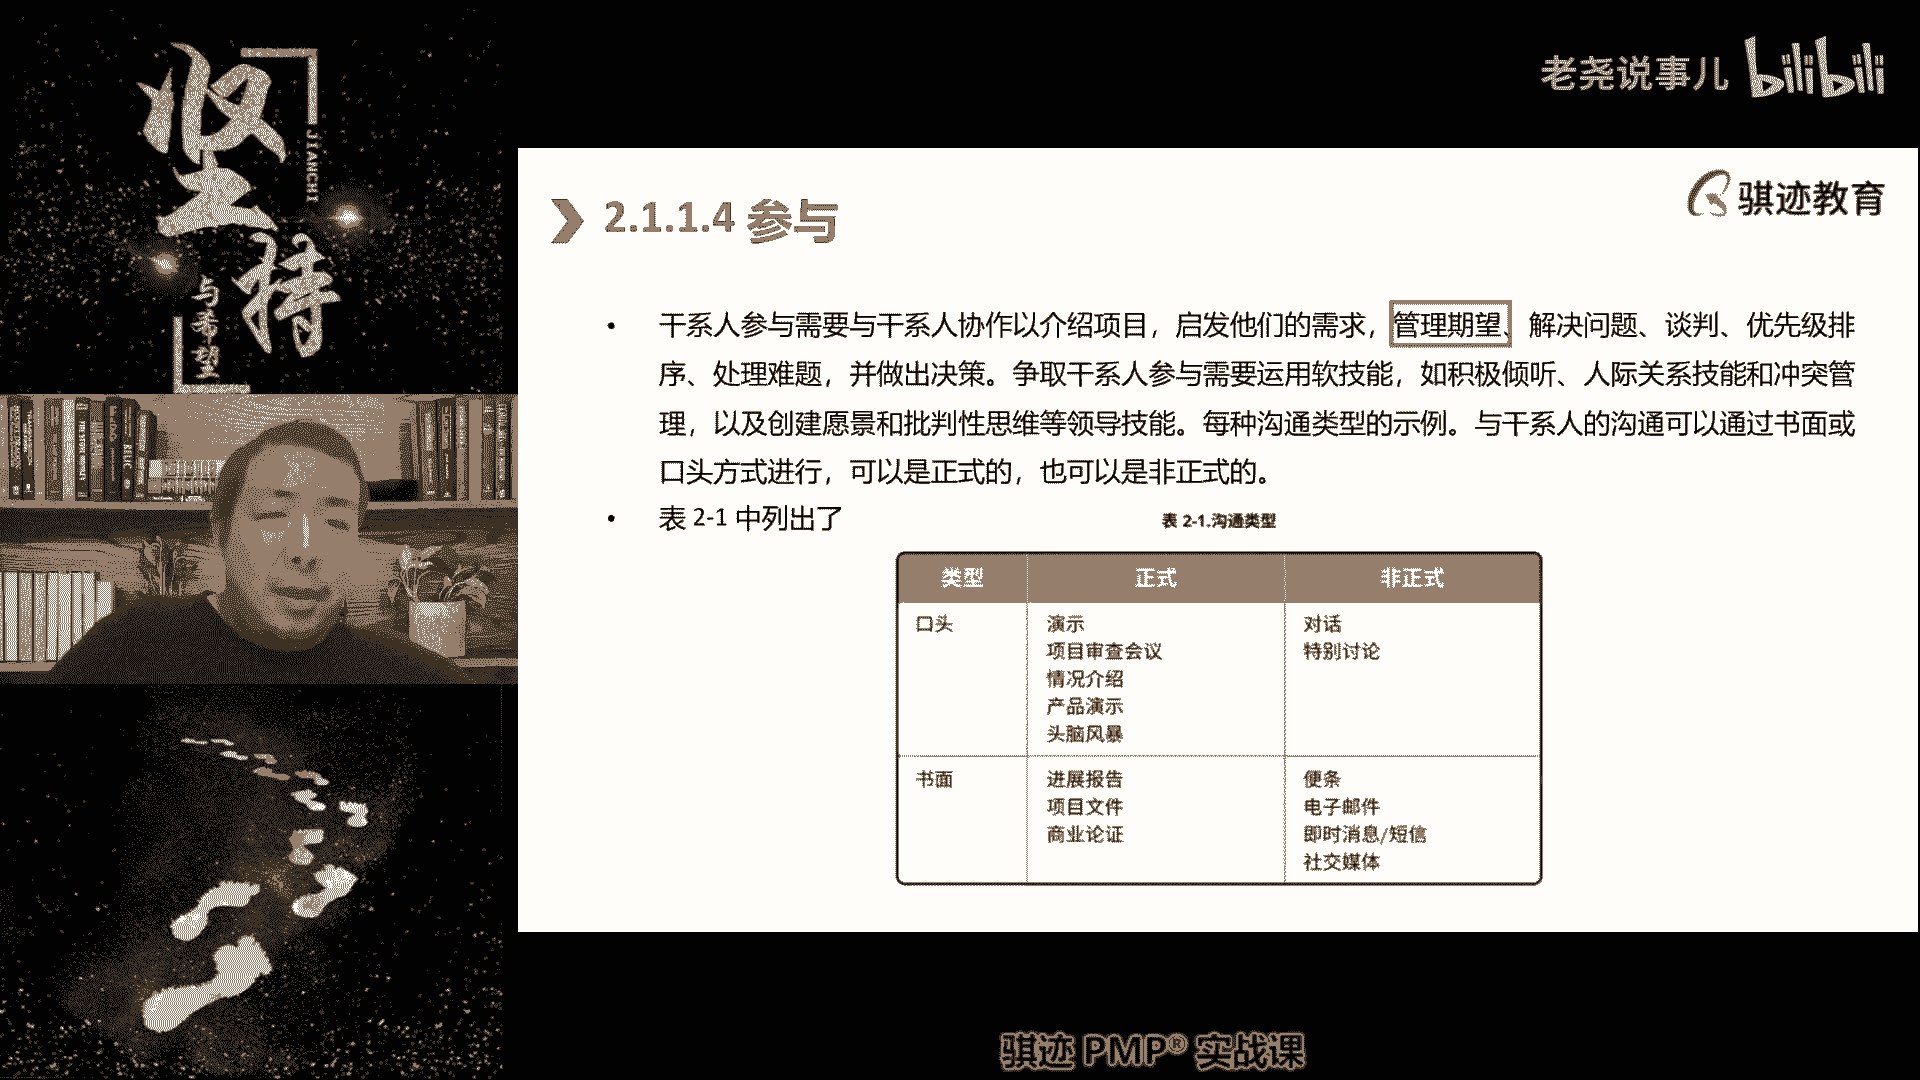 坚持
JIANCHI
与希望
老尧说事儿 bilibili
骐迹教育
2.1.1.4 参与
• 干系人参与需要与干系人协作以介绍项目，启发他们的需求，管理期望、解决问题、谈判、优先级排
序、处理难题，并做出决策。争取干系人参与需要运用软技能，如积极倾听、人际关系技能和冲突管
理，以及创建愿景和批判性思维等领导技能。每种沟通类型的示例。与干系人的沟通可以通过书面或
口头方式进行，可以是正式的，也可以是非正式的。
• 表 2-1 中列出了
表 2-1.沟通类型
类型 正式 非正式
口头 演示 对话
项目审查会议 特别讨论
情况介绍
产品演示
头脑风暴
书面 进展报告 便条
项目文件 电子邮件
商业论证 即时消息/短信
社交媒体
骐迹 PMP® 实战课